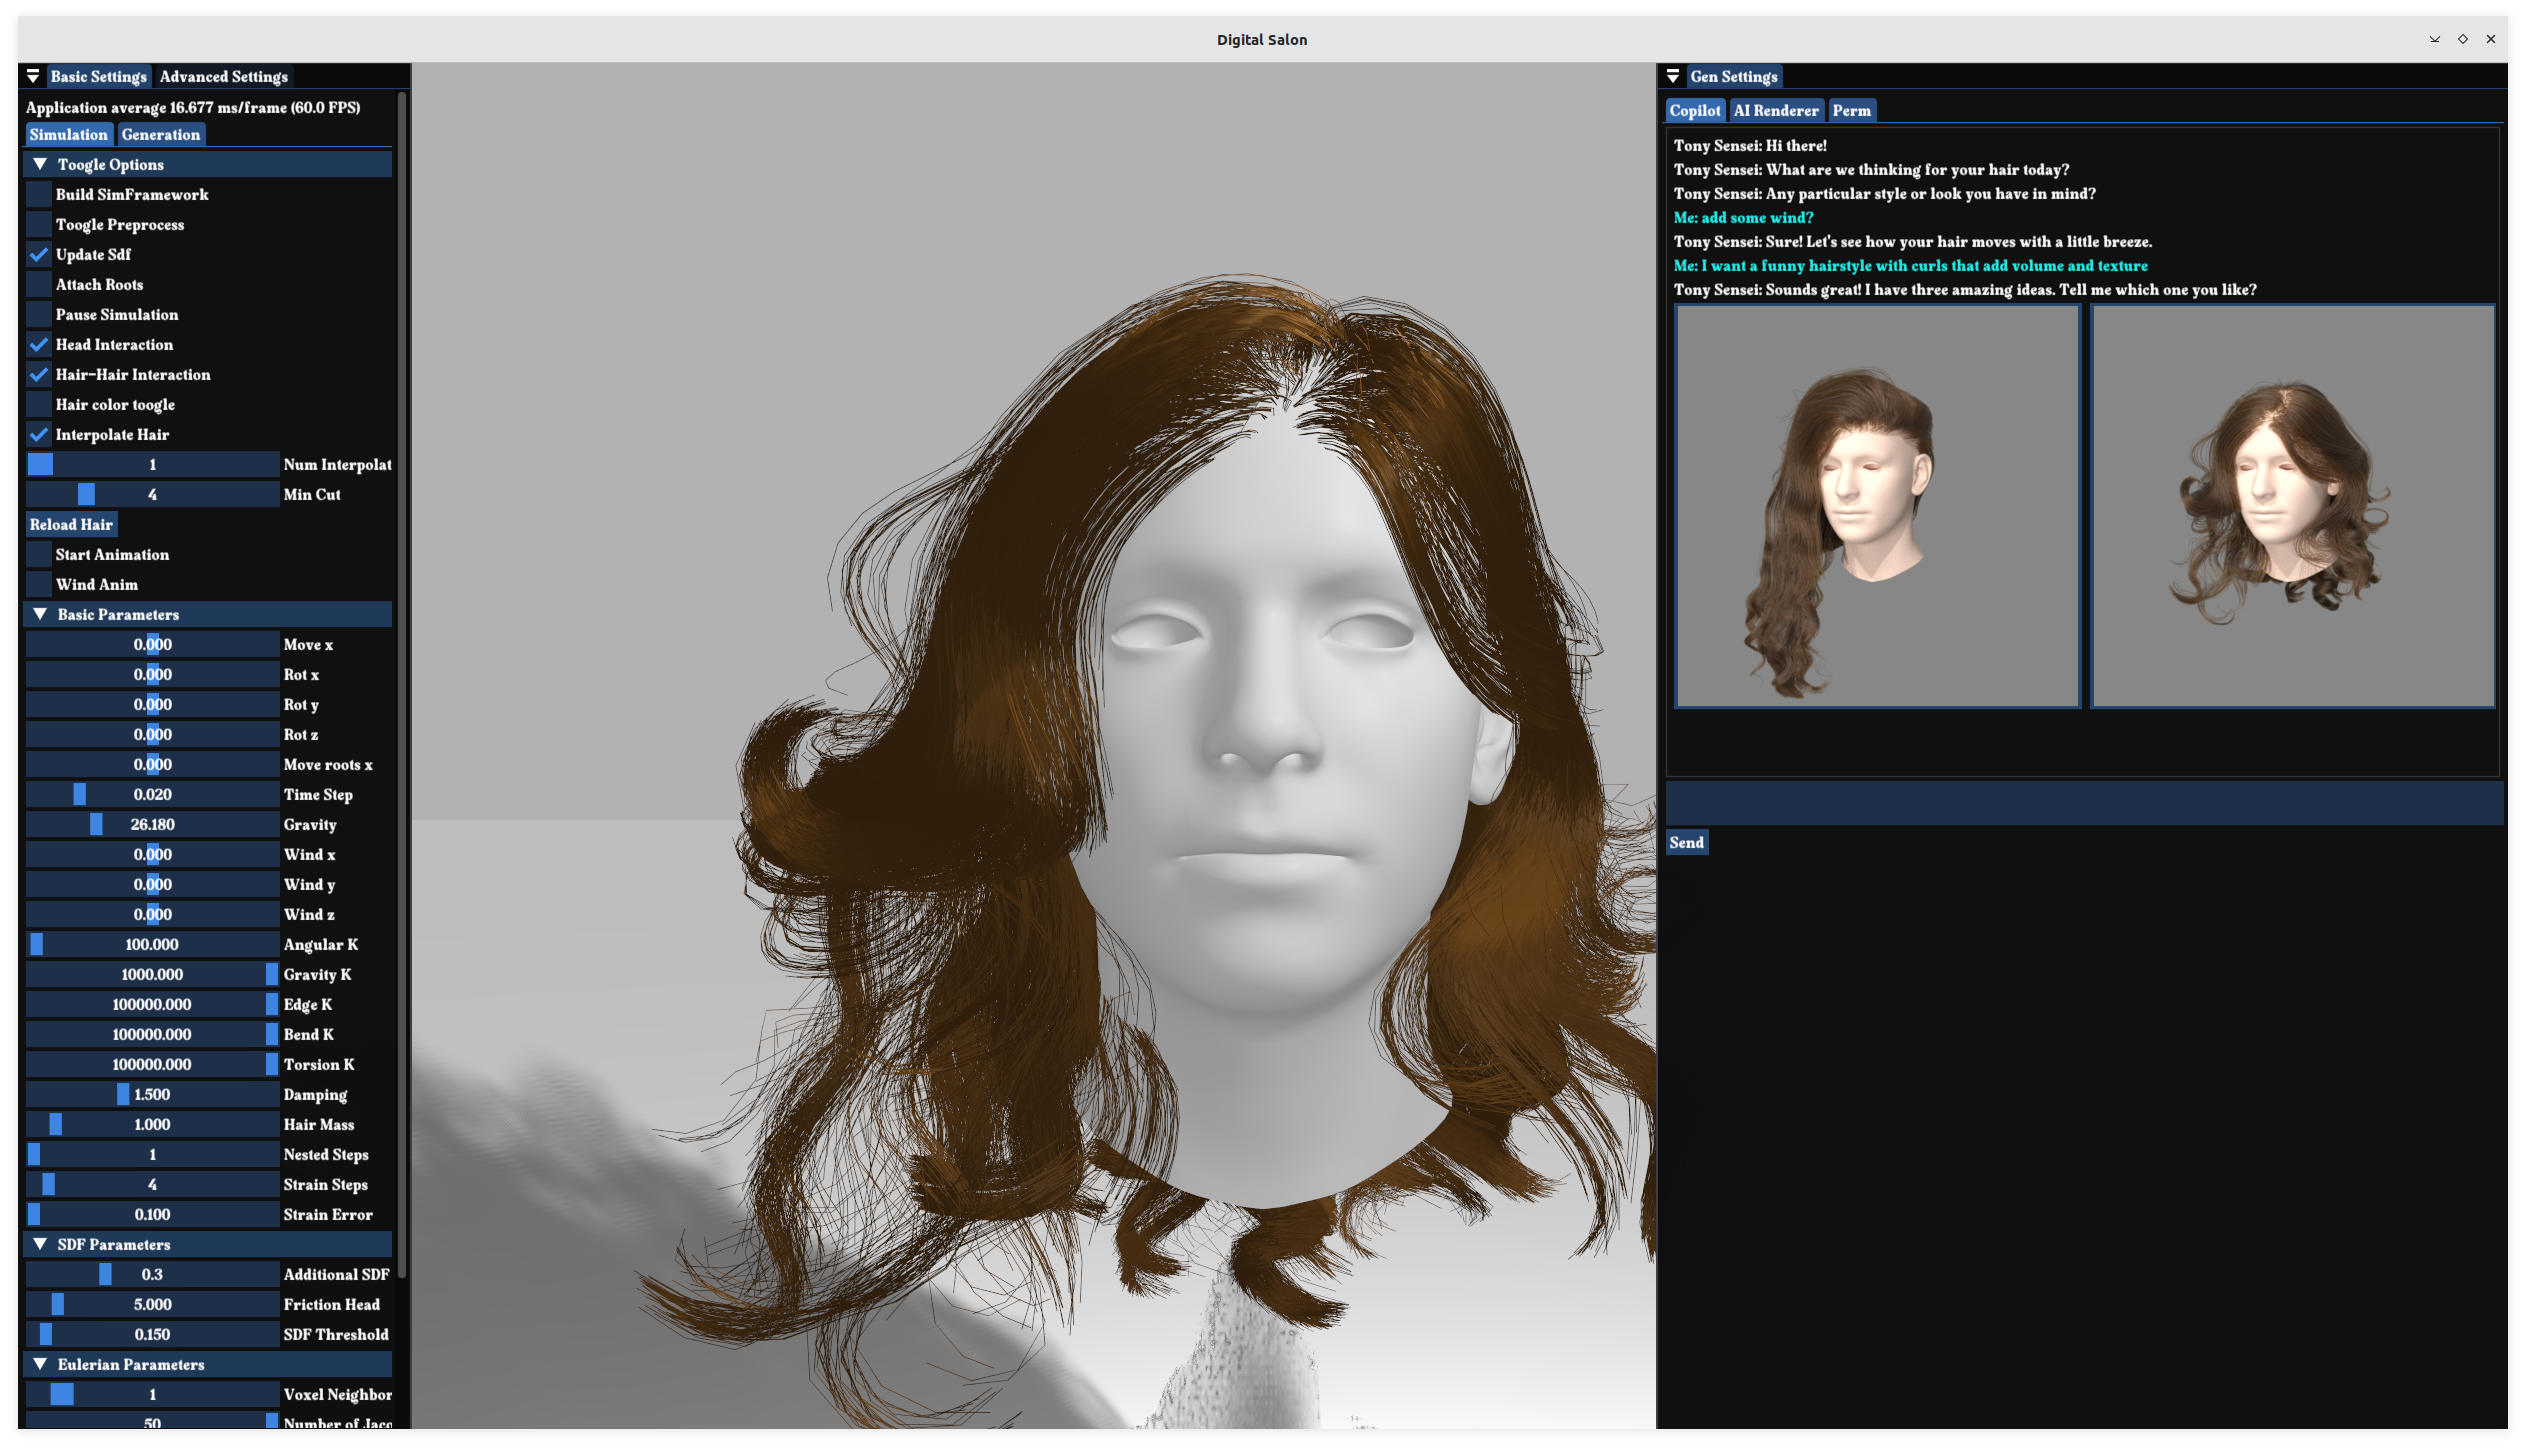 Digital Salon
Basic Settings Advanced Settings
Application average 16.677 ms/frame (60.0 FPS)
Simulation Generation
Toogle Options
Build SimFramework
Toogle Preprocess
Update Sdf
Attach Roots
Pause Simulation
Head Interaction
Hair-Hair Interaction
Hair color toogle
Interpolate Hair
1 Num Interpolat
4 Min Cut
Reload Hair
Start Animation
Wind Anim
Basic Parameters
0.000 Move x
0.000 Rot x
0.000 Rot y
0.000 Rot z
0.000 Move roots x
0.020 Time Step
26.180 Gravity
0.000 Wind x
0.000 Wind y
0.000 Wind z
100.000 Angular K
1000.000 Gravity K
100000.000 Edge K
100000.000 Bend K
100000.000 Torsion K
1.500 Damping
1.000 Hair Mass
1 Nested Steps
4 Strain Steps
0.100 Strain Error
SDF Parameters
0.3 Additional SDF
5.000 Friction Head
0.150 SDF Threshold
Eulerian Parameters
1 Voxel Neighbor
50 Number of Jaco
Gen Settings
Copilot AI Renderer Perm
Tony Sensei: Hi there!
Tony Sensei: What are we thinking for your hair today?
Tony Sensei: Any particular style or look you have in mind?
Me: add some wind?
Tony Sensei: Sure! Let's see how your hair moves with a little breeze.
Me: I want a funny hairstyle with curls that add volume and texture
Tony Sensei: Sounds great! I have three amazing ideas. Tell me which one you like?
Send